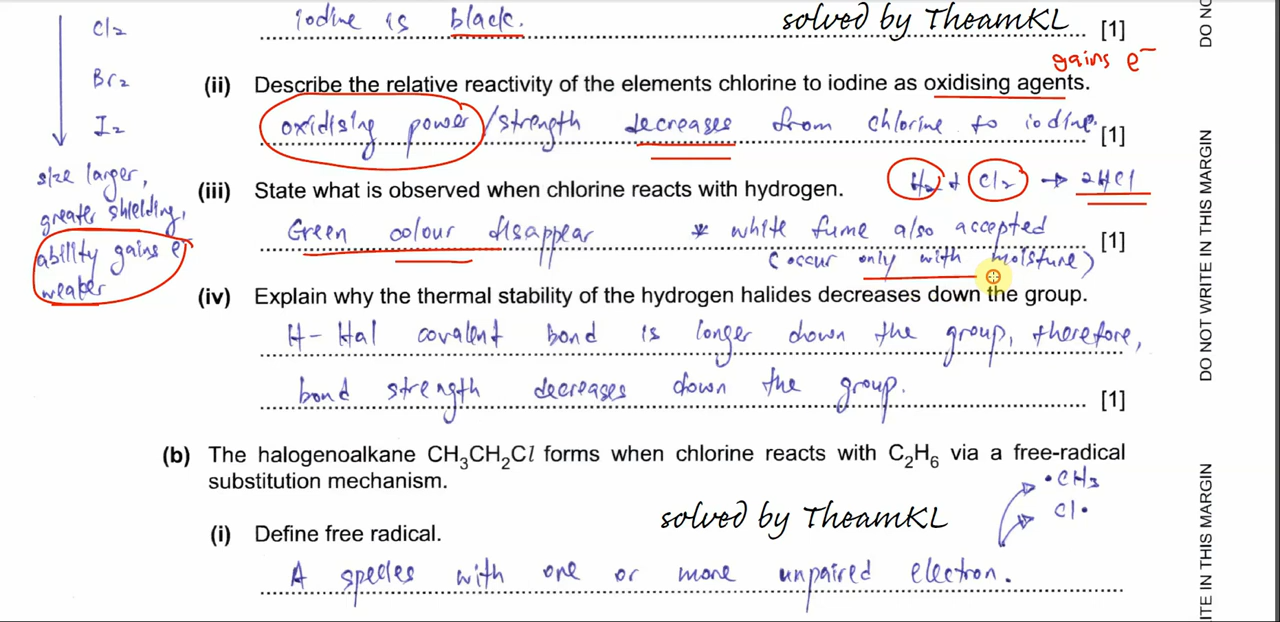 Cl₂
Br₂
I₂
size larger,
greater shielding,
ability gains e⁻
weaker
iodine is black.
solved by TheamKL
[1]
DO NO
gains e⁻
(ii) Describe the relative reactivity of the elements chlorine to iodine as oxidising agents.
oxidising power/strength decreases from chlorine to iodine. [1]
(iii) State what is observed when chlorine reacts with hydrogen.
H₂ + Cl₂ → 2HCl
Green colour disappear
* white fume also accepted [1]
(occur only with moisture)
(iv) Explain why the thermal stability of the hydrogen halides decreases down the group.
H-Hal covalent bond is longer down the group, therefore,
bond strength decreases down the group. [1]
DO NOT WRITE IN THIS MARGIN
(b) The halogenoalkane CH₃CH₂Cl forms when chlorine reacts with C₂H₆ via a free-radical
substitution mechanism.
•CH₃
Cl•
solved by TheamKL
(i) Define free radical.
A species with one or more unpaired electron.
ITE IN THIS MARGIN